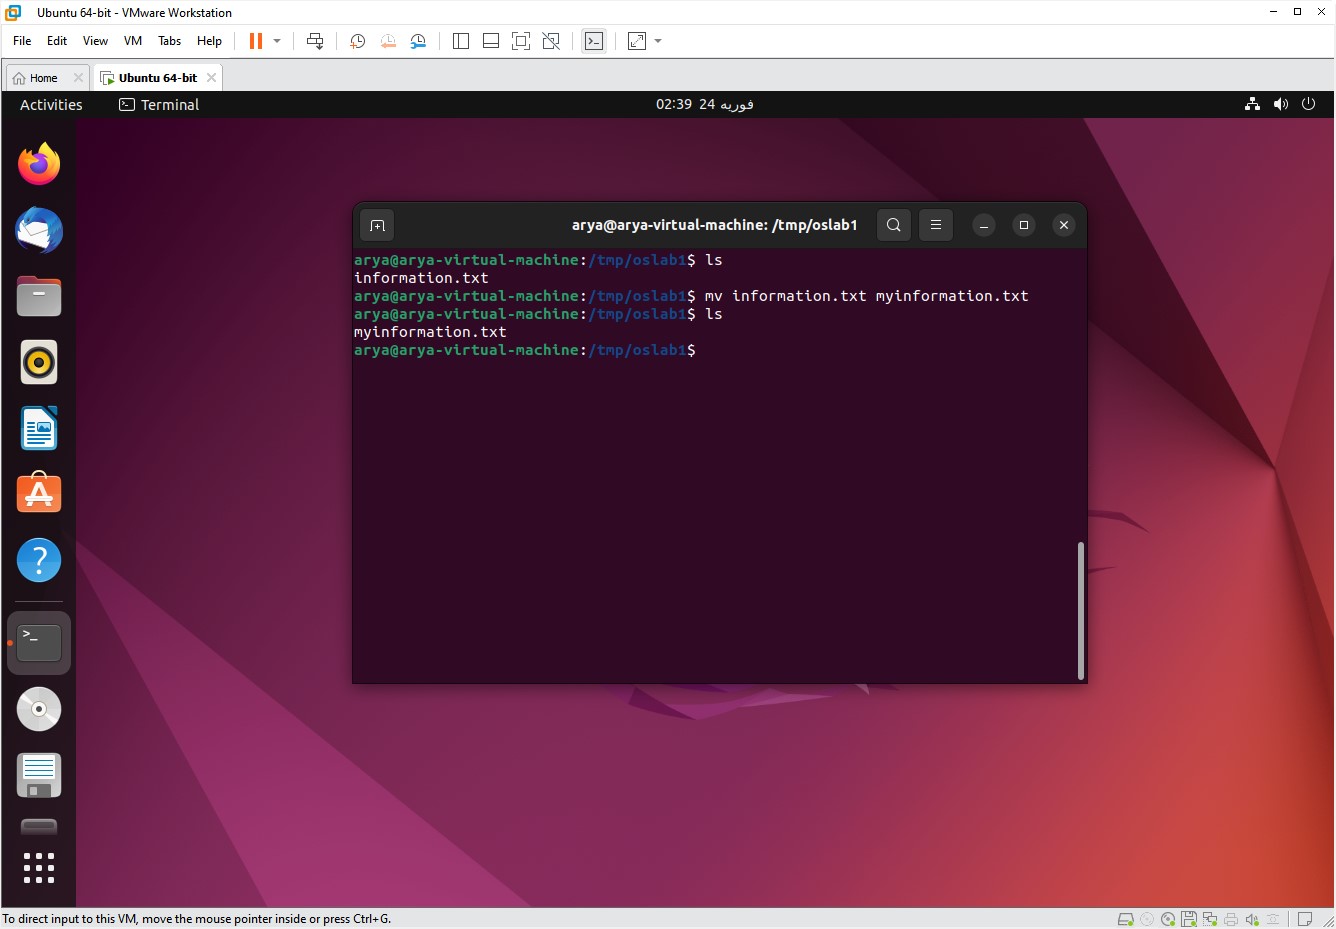 Ubuntu 64-bit - VMware Workstation
File Edit View VM Tabs Help
Home Ubuntu 64-bit
Activities Terminal 02:39 24 فوریه
arya@arya-virtual-machine: /tmp/oslab1
arya@arya-virtual-machine:/tmp/oslab1$ ls
information.txt
arya@arya-virtual-machine:/tmp/oslab1$ mv information.txt myinformation.txt
arya@arya-virtual-machine:/tmp/oslab1$ ls
myinformation.txt
arya@arya-virtual-machine:/tmp/oslab1$
To direct input to this VM, move the mouse pointer inside or press Ctrl+G.